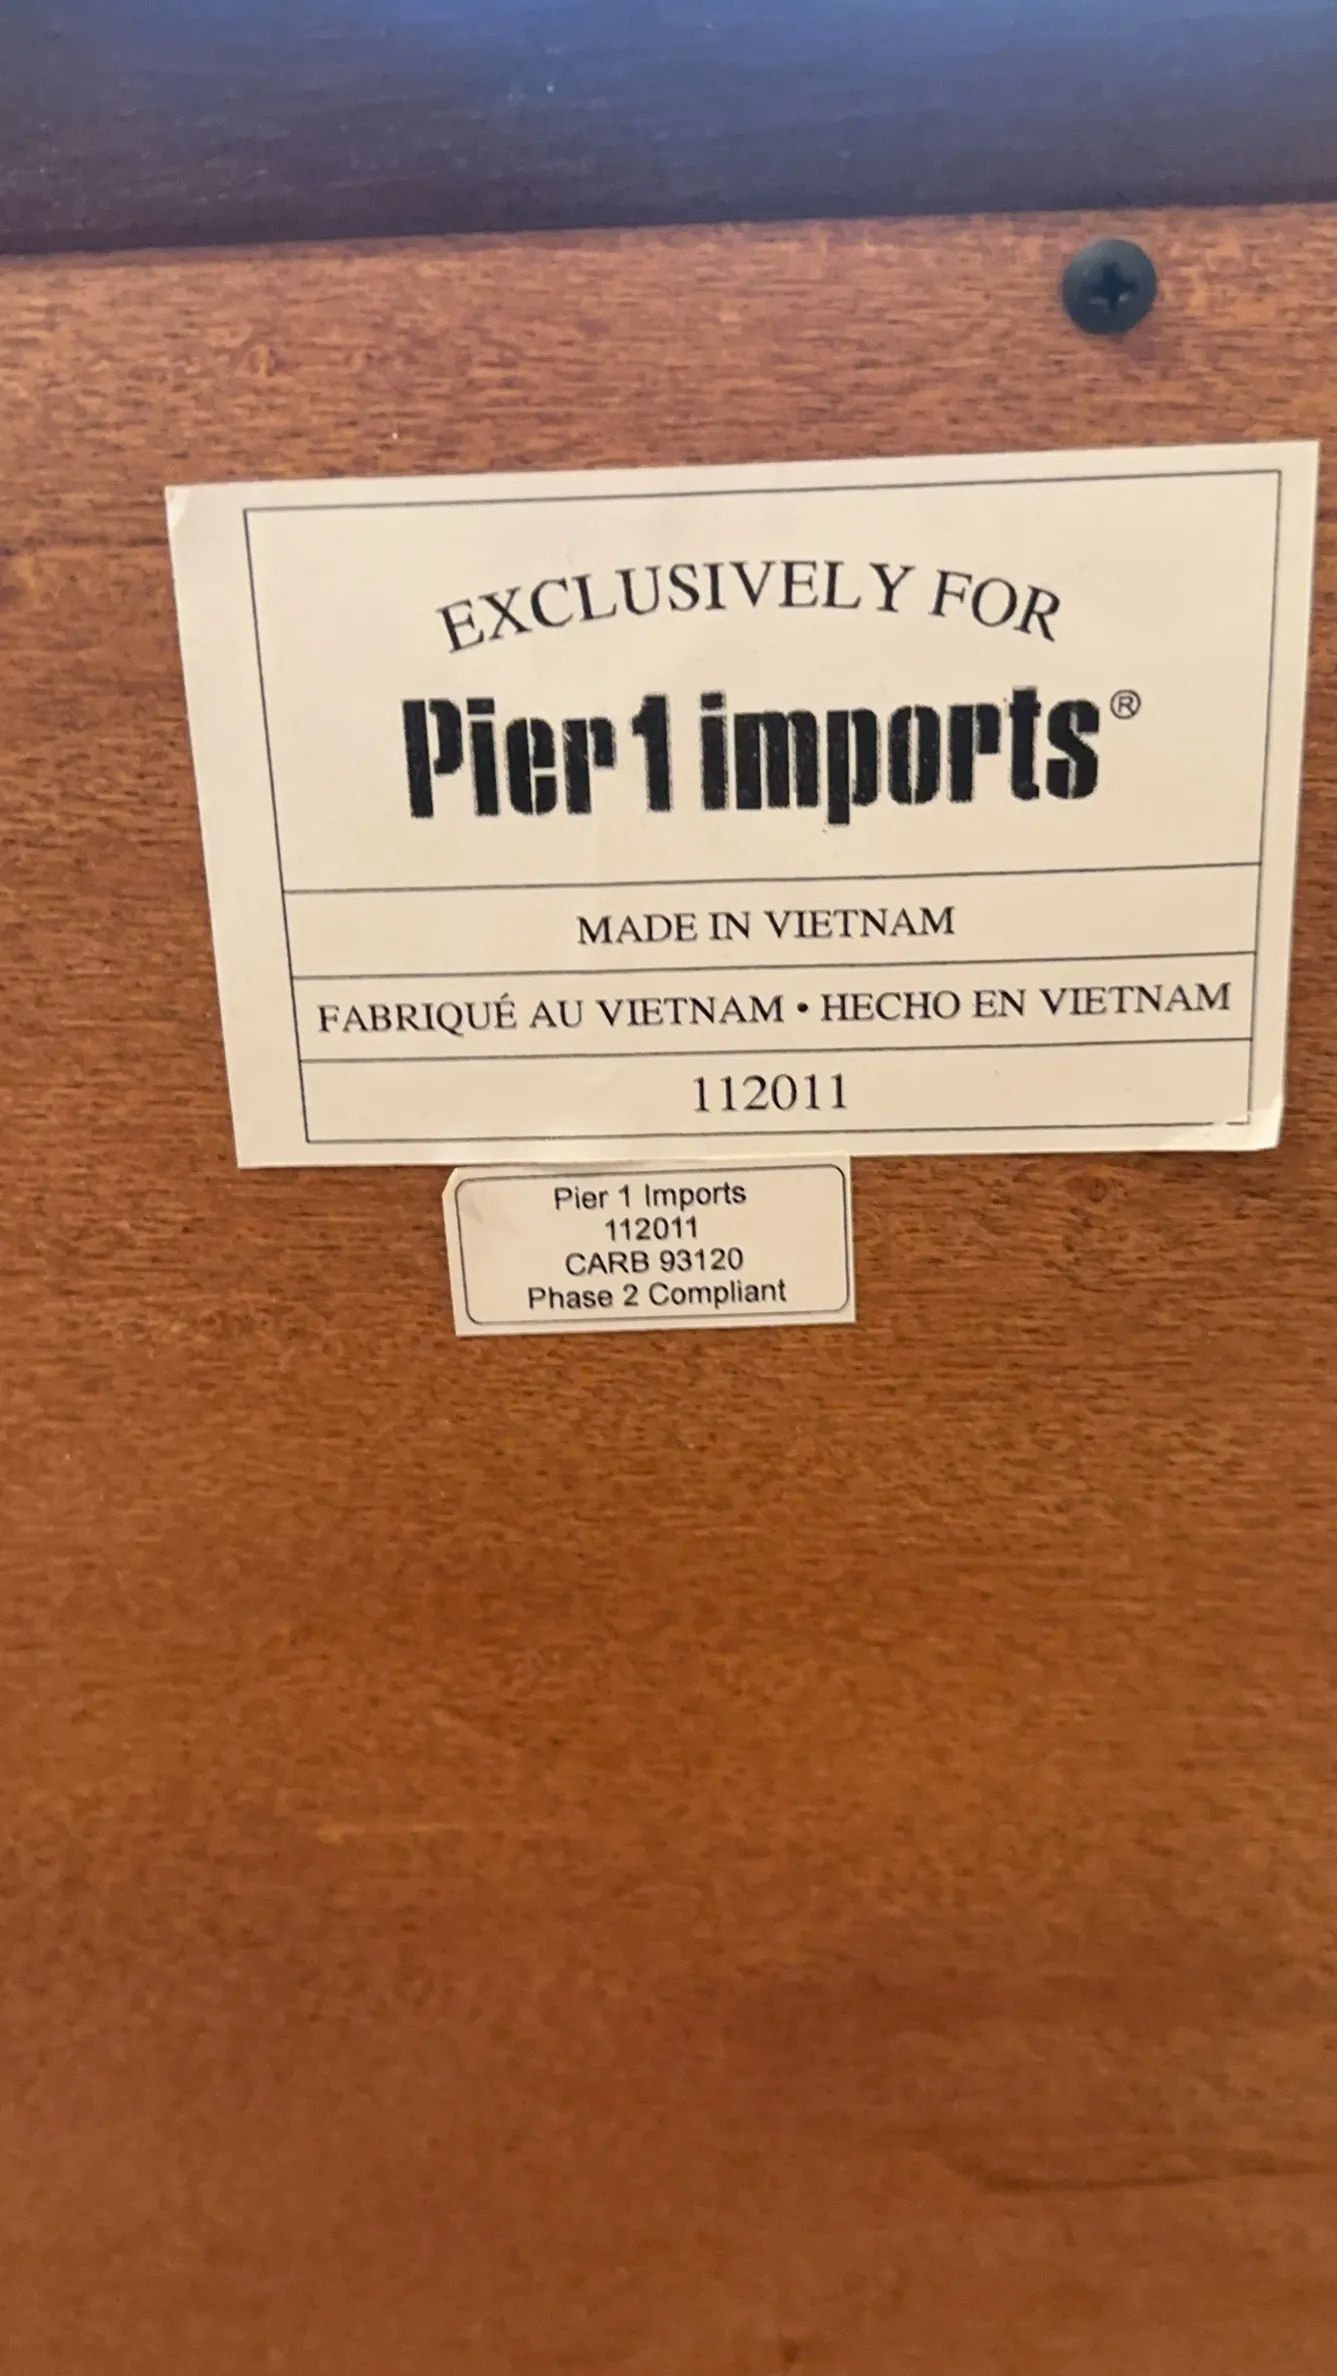 EXCLUSIVELY FOR
Pier 1 imports®
MADE IN VIETNAM
FABRIQUÉ AU VIETNAM • HECHO EN VIETNAM
112011
Pier 1 Imports
112011
CARB 93120
Phase 2 Compliant